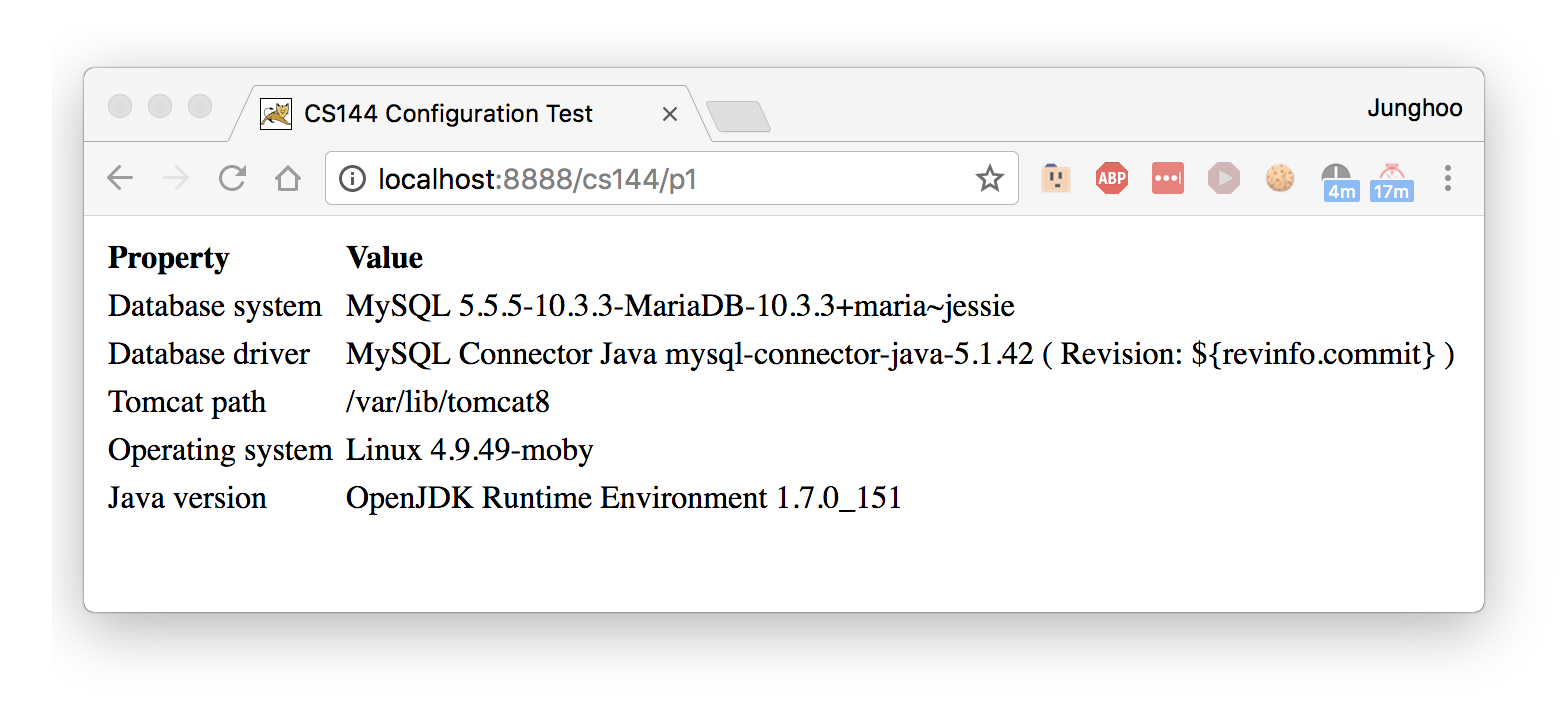 CS144 Configuration Test
Junghoo
localhost:8888/cs144/p1
ABP
4m
17m
Property Value
Database system MySQL 5.5.5-10.3.3-MariaDB-10.3.3+maria~jessie
Database driver MySQL Connector Java mysql-connector-java-5.1.42 ( Revision: ${revinfo.commit} )
Tomcat path /var/lib/tomcat8
Operating system Linux 4.9.49-moby
Java version OpenJDK Runtime Environment 1.7.0_151